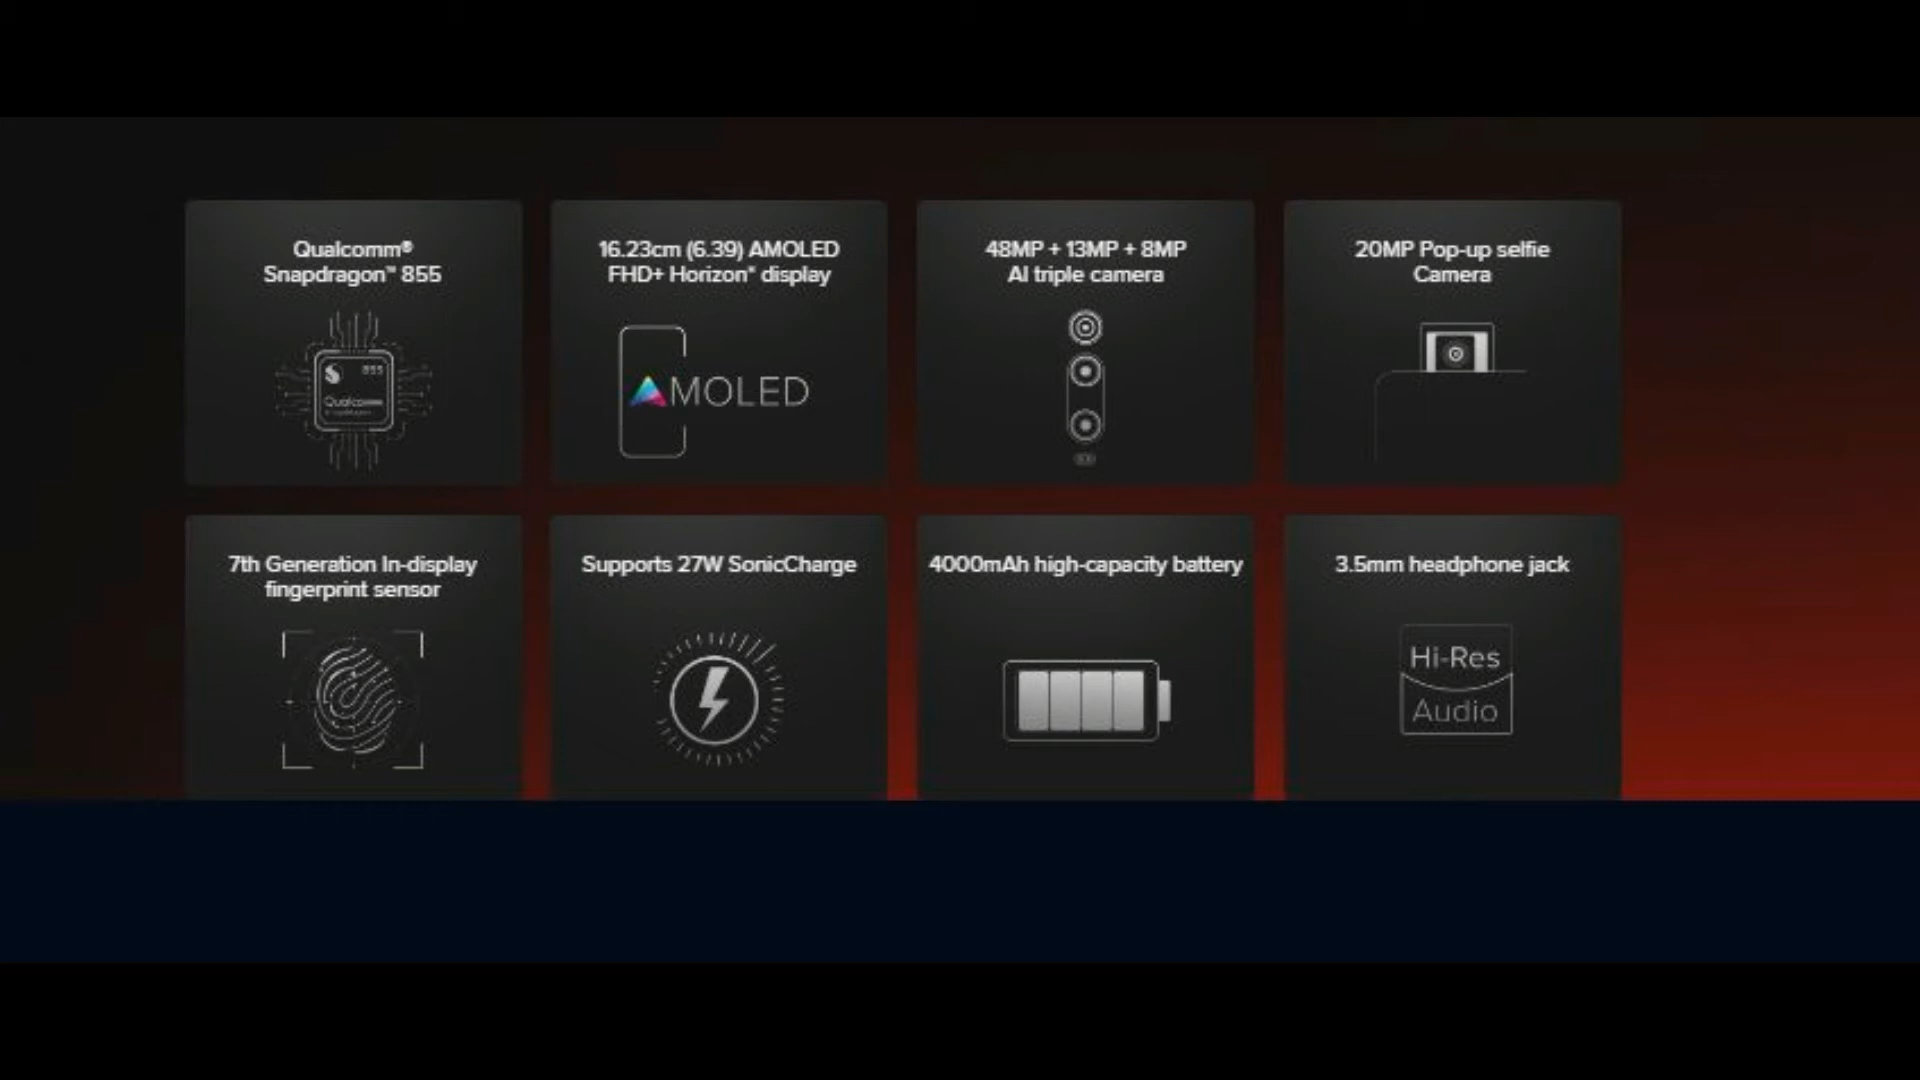 Qualcomm®
Snapdragon™ 855
855
Qualcomm
16.23cm (6.39) AMOLED
FHD+ Horizon* display
AMOLED
48MP + 13MP + 8MP
AI triple camera
20MP Pop-up selfie
Camera
7th Generation In-display
fingerprint sensor
Supports 27W SonicCharge
4000mAh high-capacity battery
3.5mm headphone jack
Hi-Res
Audio